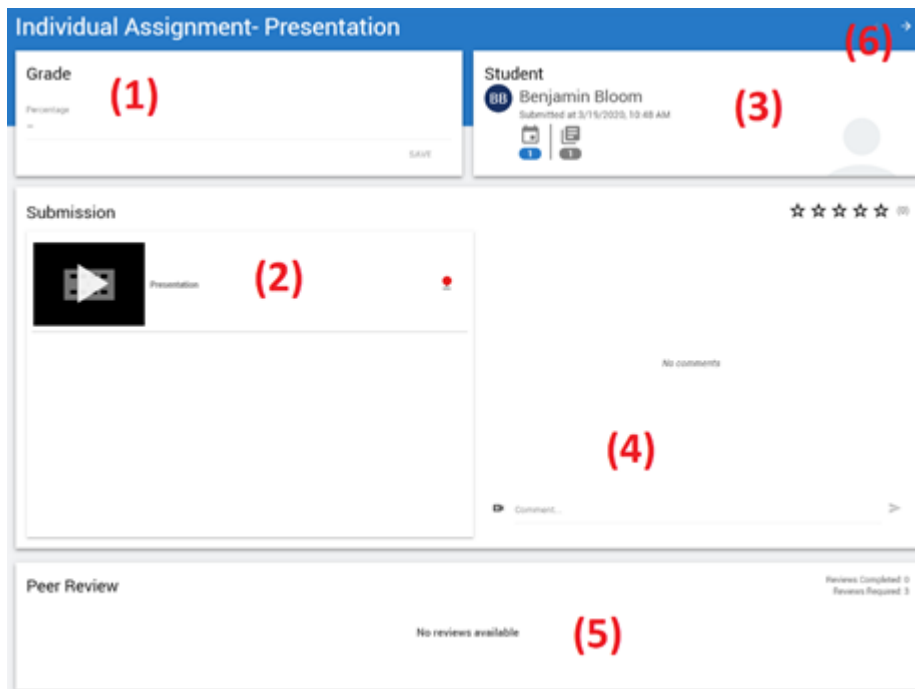 Individual Assignment- Presentation
(6)
Grade
(1)
Percentage
--
SAVE
Student
BB
Benjamin Bloom
Submitted at 3/19/2020, 10:48 AM
1
1
(3)
Submission
(0)
Presentation
(2)
No comments
(4)
Comment...
Peer Review
Reviews Completed: 0
Reviews Required: 3
No reviews available
(5)